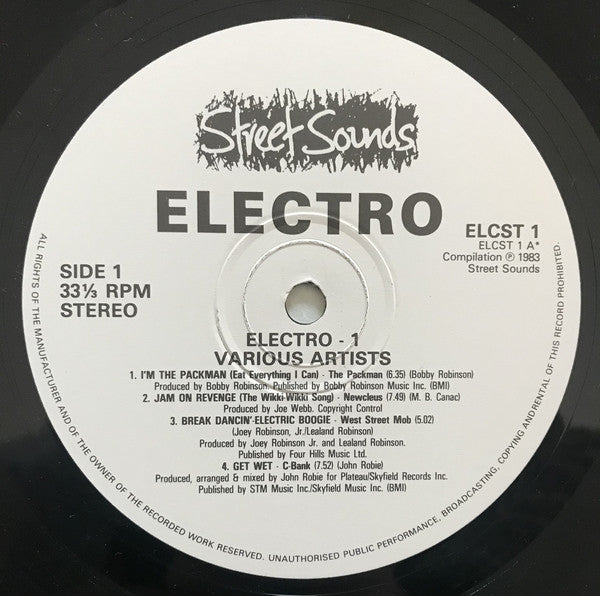 Street Sounds
ELECTRO
ELCST 1
ELCST 1 A*
Compilation ℗ 1983
Street Sounds
SIDE 1
33⅓ RPM
STEREO
ELECTRO - 1
VARIOUS ARTISTS
1. I'M THE PACKMAN (Eat Everything I Can) - The Packman (6.35) (Bobby Robinson)
Produced by Bobby Robinson. Published by Bobby Robinson Music Inc. (BMI)
2. JAM ON REVENGE (The Wikki-Wikki Song) - Newcleus (7.49) (M. B. Canac)
Produced by Joe Webb. Copyright Control
3. BREAK DANCIN'-ELECTRIC BOOGIE - West Street Mob (5.02)
(Joey Robinson, Jr./Lealand Robinson)
Produced by Joey Robinson Jr. and Lealand Robinson.
Published by Four Hills Music Ltd.
4. GET WET - C-Bank (7.52) (John Robie)
Produced, arranged & mixed by John Robie for Plateau/Skyfield Records Inc.
Published by STM Music Inc./Skyfield Music Inc. (BMI)
ALL RIGHTS OF THE MANUFACTURER AND OF THE OWNER OF THE RECORDED WORK RESERVED. UNAUTHORISED PUBLIC PERFORMANCE, BROADCASTING, COPYING AND RENTAL OF THIS RECORD PROHIBITED.